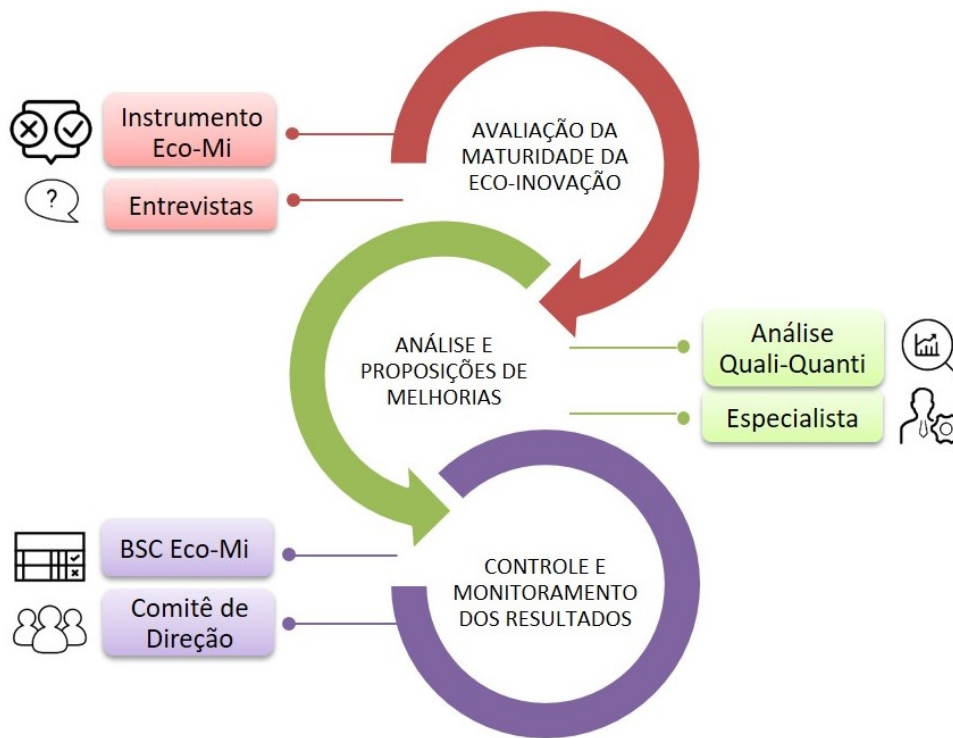 Instrumento
Eco-Mi
Entrevistas
AVALIAÇÃO DA
MATURIDADE DA
ECO-INOVAÇÃO
?
ANÁLISE E
PROPOSIÇÕES DE
MELHORIAS
Análise
Quali-Quanti
Especialista
BSC Eco-Mi
Comitê de
Direção
CONTROLE E
MONITORAMENTO
DOS RESULTADOS